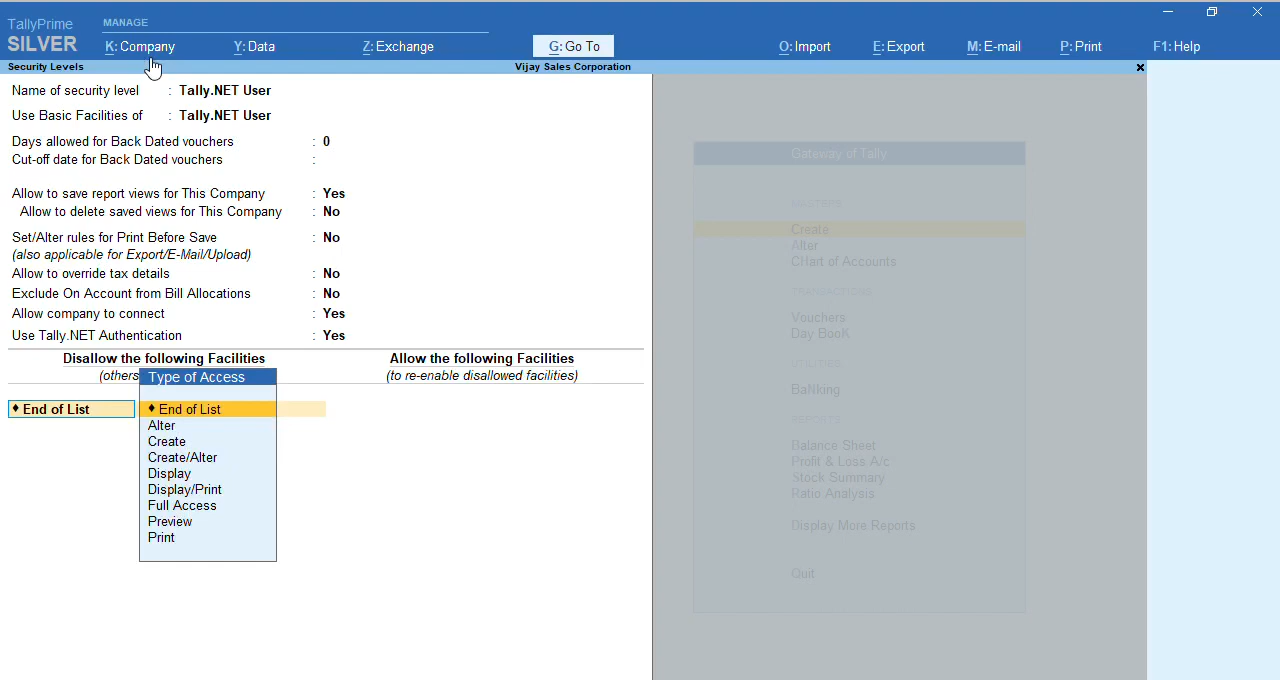 TallyPrime
MANAGE
SILVER
K: Company Y: Data Z: Exchange G: Go To O: Import E: Export M: E-mail P: Print F1: Help
Security Levels Vijay Sales Corporation
Name of security level : Tally.NET User
Use Basic Facilities of : Tally.NET User
Days allowed for Back Dated vouchers : 0
Cut-off date for Back Dated vouchers :
Allow to save report views for This Company : Yes
Allow to delete saved views for This Company : No
Set/Alter rules for Print Before Save : No
(also applicable for Export/E-Mail/Upload)
Allow to override tax details : No
Exclude On Account from Bill Allocations : No
Allow company to connect : Yes
Use Tally.NET Authentication : Yes
Disallow the following Facilities Allow the following Facilities
(others (to re-enable disallowed facilities)
Type of Access
♦ End of List ♦ End of List
Alter
Create
Create/Alter
Display
Display/Print
Full Access
Preview
Print
Gateway of Tally
MASTERS
Create
Alter
CHart of Accounts
TRANSACTIONS
Vouchers
Day BooK
UTILITIES
BaNking
REPORTS
Balance Sheet
Profit & Loss A/c
Stock Summary
Ratio Analysis
Display More Reports
Quit